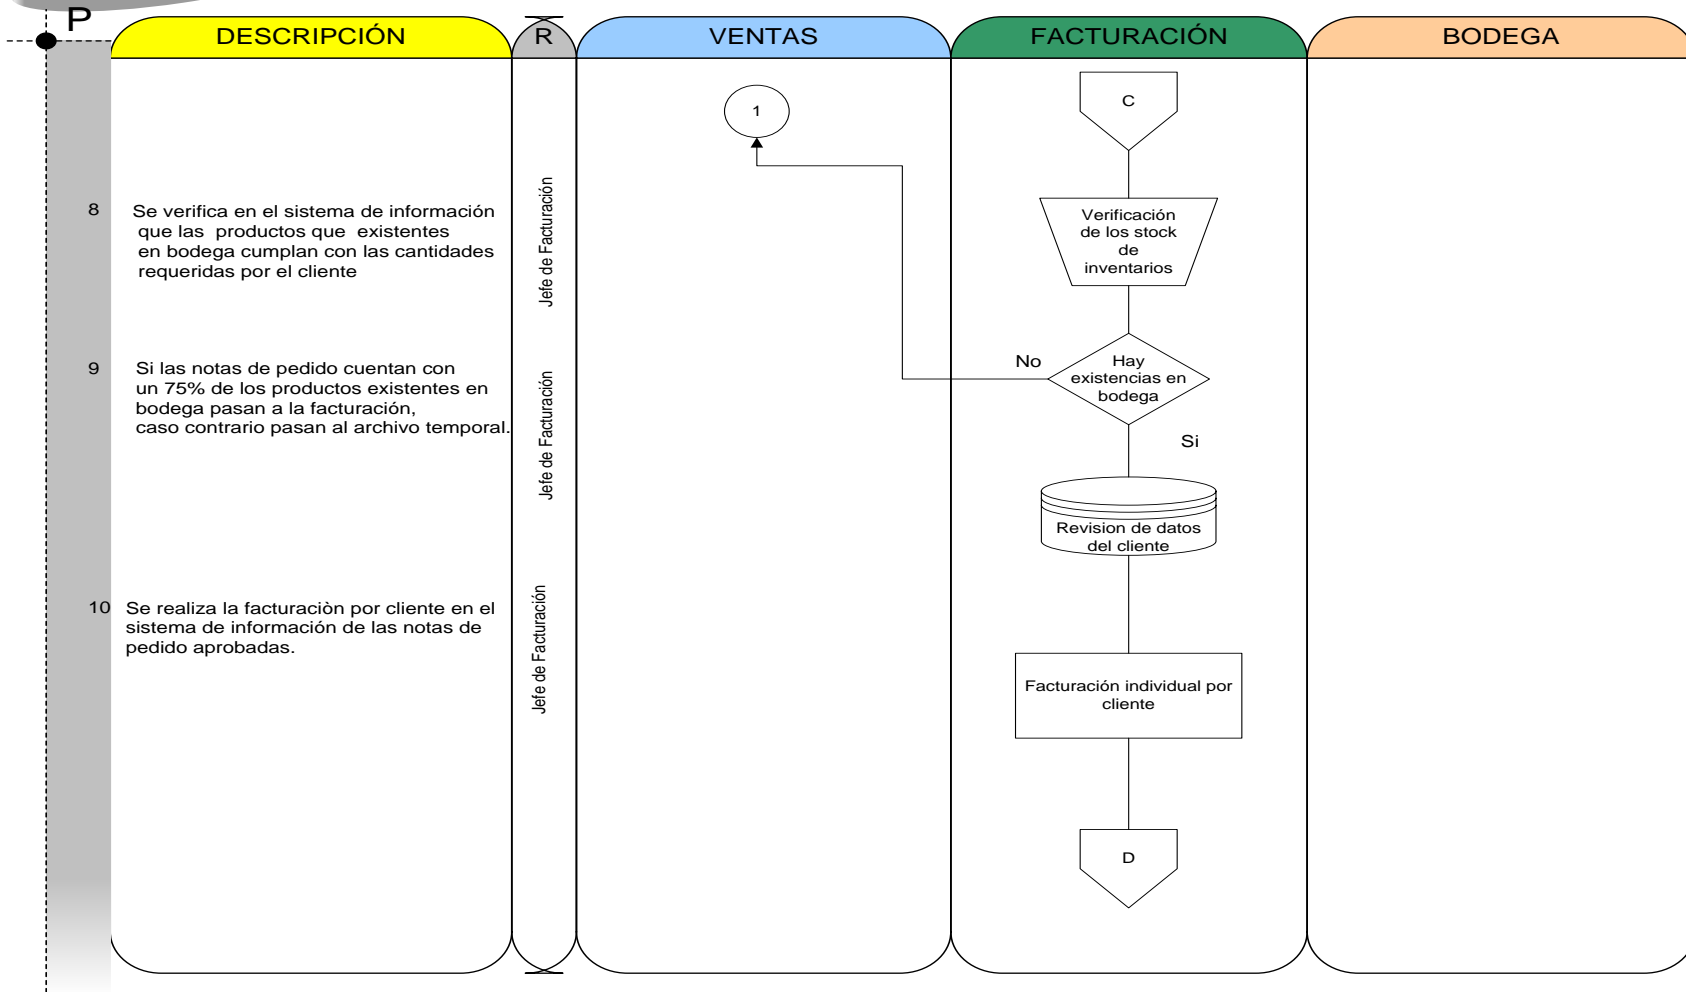 P
DESCRIPCIÓN
R
VENTAS
FACTURACIÓN
BODEGA
1
C
8
Se verifica en el sistema de información
que las productos que existentes
en bodega cumplan con las cantidades
requeridas por el cliente
Jefe de Facturación
Verificación
de los stock
de
inventarios
9
Si las notas de pedido cuentan con
un 75% de los productos existentes en
bodega pasan a la facturación,
caso contrario pasan al archivo temporal.
Jefe de Facturación
No
Hay
existencias en
bodega
Si
Revision de datos
del cliente
10
Se realiza la facturaciòn por cliente en el
sistema de información de las notas de
pedido aprobadas.
Jefe de Facturación
Facturación individual por
cliente
D